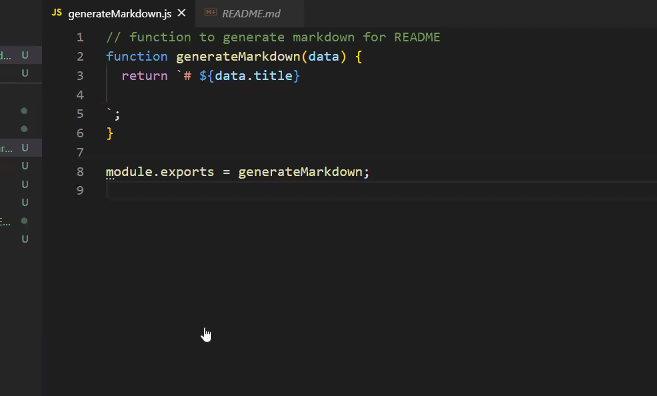 JS generateMarkdown.js × README.md
d... U
U
r... U
U
U
U
E...
U
1 // function to generate markdown for README
2 function generateMarkdown(data) {
3 return `# ${data.title}
4
5 `;
6 }
7
8 module.exports = generateMarkdown;
9